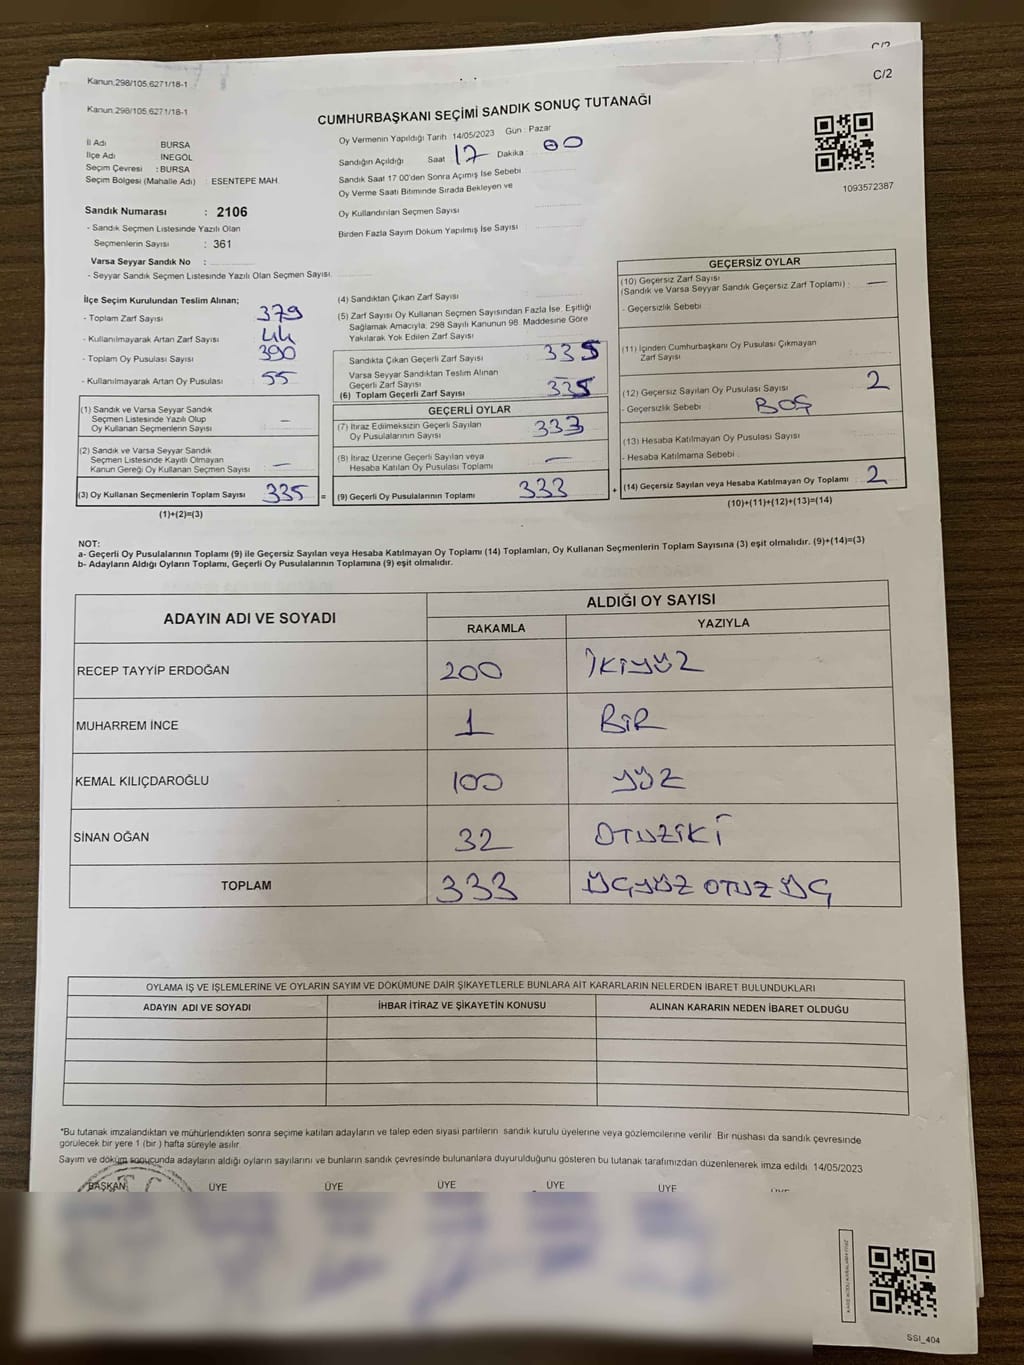 C/2
Kanun.298/105,6271/18-1
C/2
Kanun.298/105,6271/18-1
CUMHURBAŞKANI SEÇİMİ SANDIK SONUÇ TUTANAĞI
İl Adı BURSA
İlçe Adı INEGÖL
Seçim Çevresi : BURSA
Seçim Bölgesi (Mahalle Adı) ESENTEPE MAH.
Oy Vermenin Yapıldığı Tarih 14/05/2023 Gün : Pazar
Sandığın Açıldığı Saat 17 Dakika : 00
Sandık Saat 17.00'den Sonra Açımış İse Sebebi
Oy Verme Saati Bitiminde Sırada Bekleyen ve
Oy Kullandırılan Seçmen Sayısı
Birden Fazla Sayım Döküm Yapılmış İse Sayısı
1093572387
Sandık Numarası : 2106
- Sandık Seçmen Listesinde Yazılı Olan
Seçmenlerin Sayısı : 361
Varsa Seyyar Sandık No :
- Seyyar Sandık Seçmen Listesinde Yazılı Olan Seçmen Sayısı
İlçe Seçim Kurulundan Teslim Alınan;
- Toplam Zarf Sayısı 379
- Kullanılmayarak Artan Zarf Sayısı 44
- Toplam Oy Pusulası Sayısı 390
- Kullanılmayarak Artan Oy Pusulası 55
(1) Sandık ve Varsa Seyyar Sandık
Seçmen Listesinde Yazılı Olup
Oy Kullanan Seçmenlerin Sayısı –
(2) Sandık ve Varsa Seyyar Sandık
Seçmen Listesinde Kayıtlı Olmayan
Kanun Gereği Oy Kullanan Seçmen Sayısı –
(3) Oy Kullanan Seçmenlerin Toplam Sayısı 335 =
(1)+(2)=(3)
(4) Sandıktan Çıkan Zarf Sayısı
(5) Zarf Sayısı Oy Kullanan Seçmen Sayısından Fazla İse, Eşitliği
Sağlamak Amacıyla, 298 Sayılı Kanunun 98. Maddesine Göre
Yakılarak Yok Edilen Zarf Sayısı
Sandıkta Çıkan Geçerli Zarf Sayısı 335
Varsa Seyyar Sandıktan Teslim Alınan
Geçerli Zarf Sayısı
(6) Toplam Geçerli Zarf Sayısı 335
GEÇERLİ OYLAR
(7) İtiraz Edilmeksizin Geçerli Sayılan
Oy Pusulalarının Sayısı 333
(8) İtiraz Üzerine Geçerli Sayılan veya
Hesaba Katılan Oy Pusulası Toplamı –
(9) Geçerli Oy Pusulalarının Toplamı 333 +
GEÇERSİZ OYLAR
(10) Geçersiz Zarf Sayısı
(Sandık ve Varsa Seyyar Sandık Geçersiz Zarf Toplamı) : –
- Geçersizlik Sebebi
(11) İçinden Cumhurbaşkanı Oy Pusulası Çıkmayan
Zarf Sayısı
(12) Geçersiz Sayılan Oy Pusulası Sayısı 2
- Geçersizlik Sebebi BOŞ
(13) Hesaba Katılmayan Oy Pusulası Sayısı
- Hesaba Katılmama Sebebi
(14) Geçersiz Sayılan veya Hesaba Katılmayan Oy Toplamı 2
(10)+(11)+(12)+(13)=(14)
NOT:
a- Geçerli Oy Pusulalarının Toplamı (9) ile Geçersiz Sayılan veya Hesaba Katılmayan Oy Toplamı (14) Toplamları, Oy Kullanan Seçmenlerin Toplam Sayısına (3) eşit olmalıdır. (9)+(14)=(3)
b- Adayların Aldığı Oyların Toplamı, Geçerli Oy Pusulalarının Toplamına (9) eşit olmalıdır.
ADAYIN ADI VE SOYADI
ALDIĞI OY SAYISI
RAKAMLA YAZIYLA
RECEP TAYYİP ERDOĞAN 200 İKİYÜZ
MUHARREM İNCE 1 BİR
KEMAL KILIÇDAROĞLU 100 YÜZ
SİNAN OĞAN 32 OTUZİKİ
TOPLAM 333 ÜÇYÜZ OTUZ ÜÇ
OYLAMA İŞ VE İŞLEMLERİNE VE OYLARIN SAYIM VE DÖKÜMÜNE DAİR ŞİKAYETLERLE BUNLARA AİT KARARLARIN NELERDEN İBARET BULUNDUKLARI
ADAYIN ADI VE SOYADI İHBAR İTİRAZ VE ŞİKAYETİN KONUSU ALINAN KARARIN NEDEN İBARET OLDUĞU
*Bu tutanak imzalandıktan ve mühürlendikten sonra seçime katılan adayların ve talep eden siyasi partilerin sandık kurulu üyelerine veya gözlemcilerine verilir. Bir nüshası da sandık çevresinde
görülecek bir yere 1 (bir) hafta süreyle asılır.
Sayım ve döküm sonucunda adayların aldığı oyların sayılarını ve bunların sandık çevresinde bulunanlara duyurulduğunu gösteren bu tutanak tarafımızdan düzenlenerek imza edildi. 14/05/2023
BAŞKAN ÜYE ÜYE ÜYE ÜYE ÜYE
SSI_404